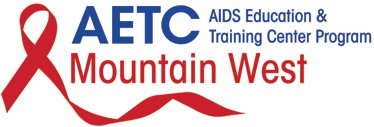 AETC AIDS Education &
Training Center Program
Mountain West